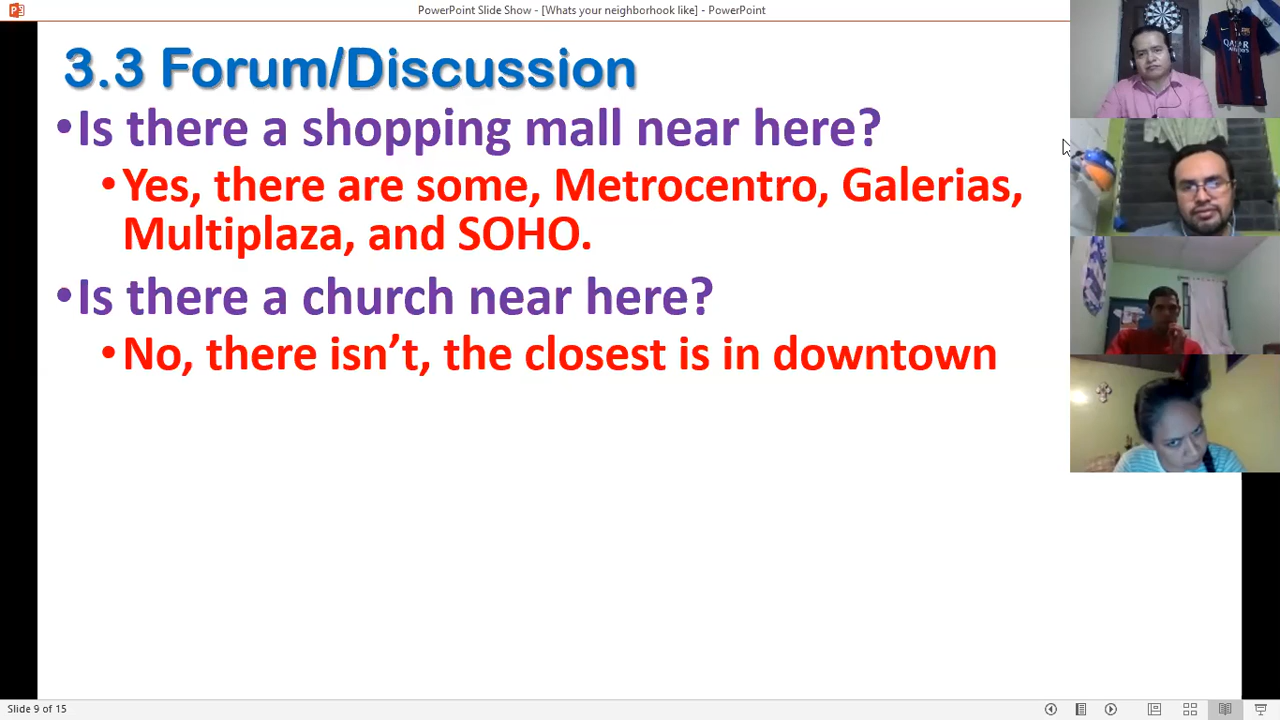 PowerPoint Slide Show - [Whats your neighborhook like] - PowerPoint
3.3 Forum/Discussion
•Is there a shopping mall near here?
•Yes, there are some, Metrocentro, Galerias,
Multiplaza, and SOHO.
•Is there a church near here?
•No, there isn’t, the closest is in downtown
Slide 9 of 15